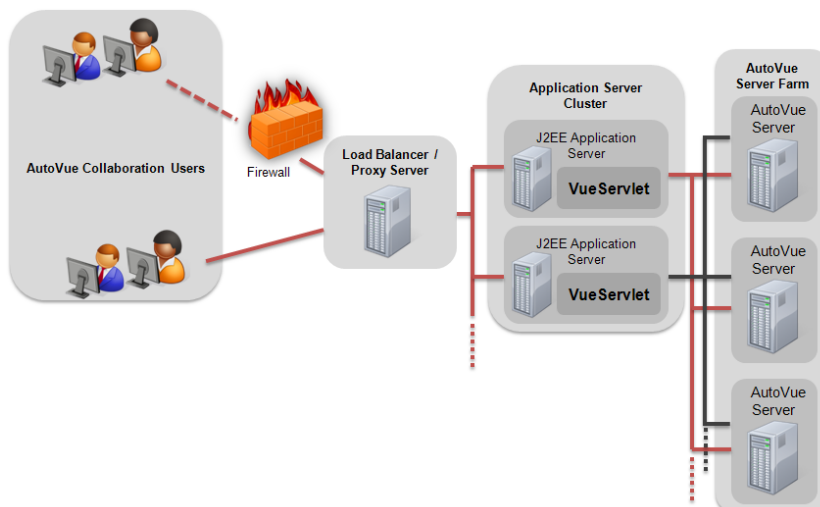 AutoVue Collaboration Users
Firewall
Load Balancer /
Proxy Server
Application Server
Cluster
J2EE Application
Server
VueServlet
J2EE Application
Server
VueServlet
AutoVue
Server Farm
AutoVue
Server
AutoVue
Server
AutoVue
Server